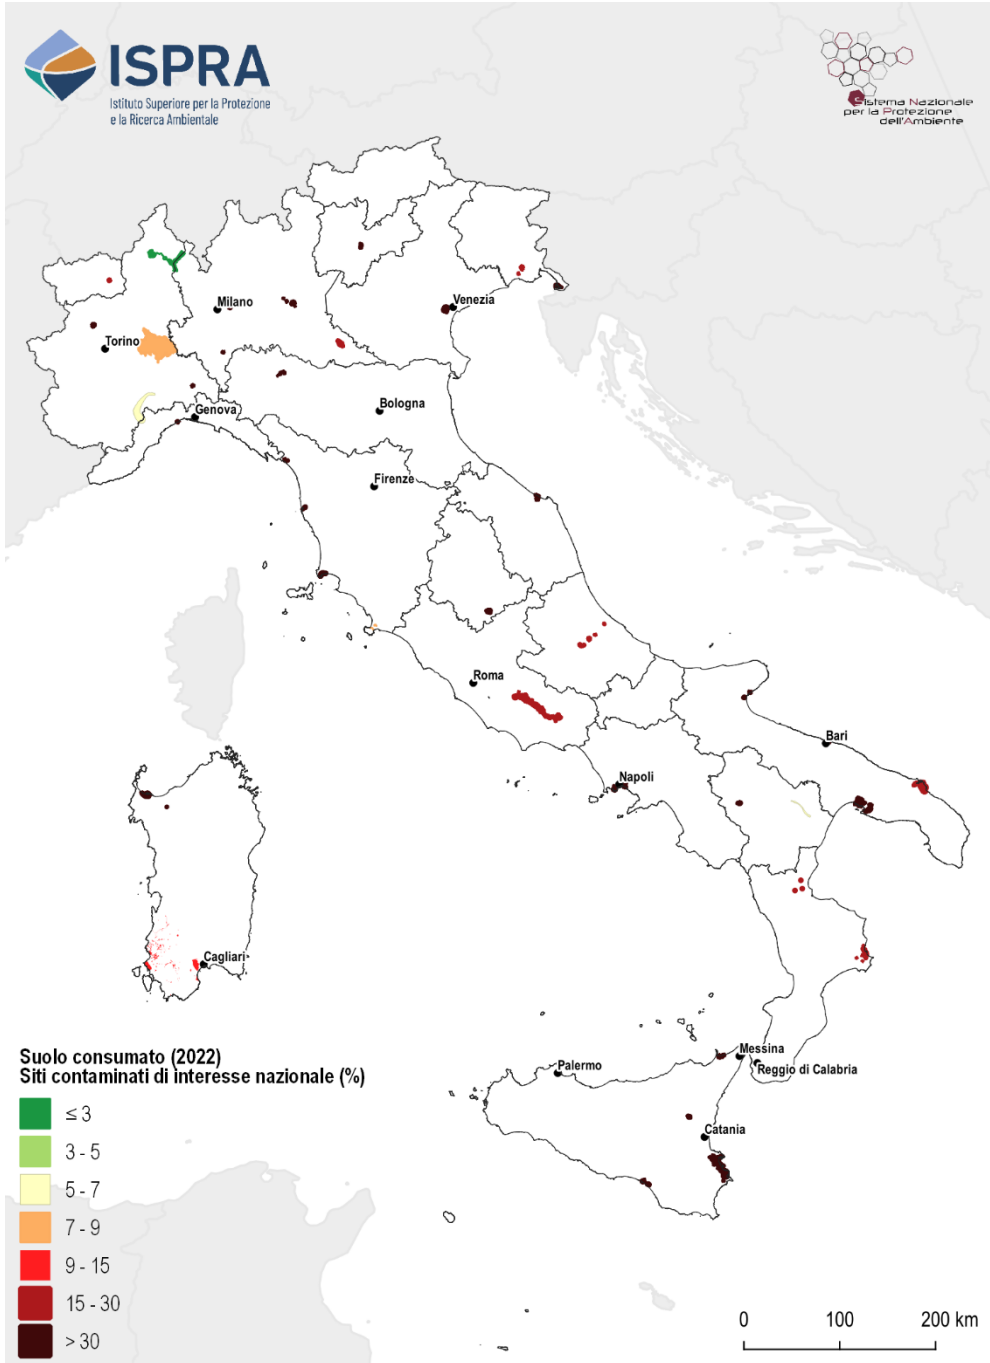 ISPRA
Istituto Superiore per la Protezione
e la Ricerca Ambientale
Sistema Nazionale
per la Protezione
dell'Ambiente
Milano
Venezia
Torino
Genova
Bologna
Firenze
Roma
Bari
Napoli
Cagliari
Messina
Reggio di Calabria
Palermo
Catania
Suolo consumato (2022)
Siti contaminati di interesse nazionale (%)
≤ 3
3 - 5
5 - 7
7 - 9
9 - 15
15 - 30
> 30
0 100 200 km